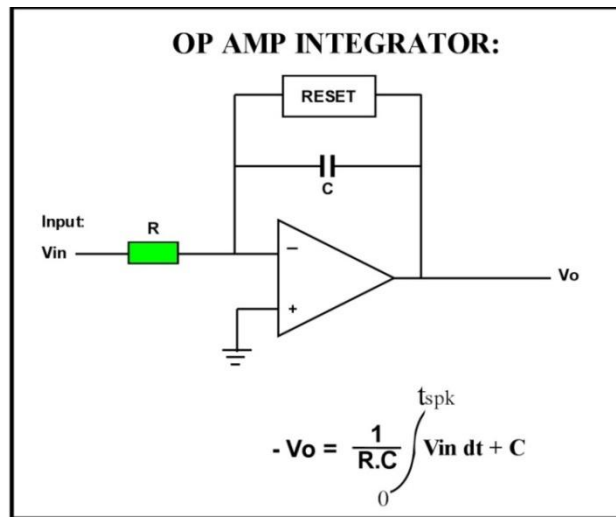 OP AMP INTEGRATOR:
RESET
C
Input:
R
Vin
−
+
Vo
- Vo = 1/R.C ∫ 0 tspk Vin dt + C